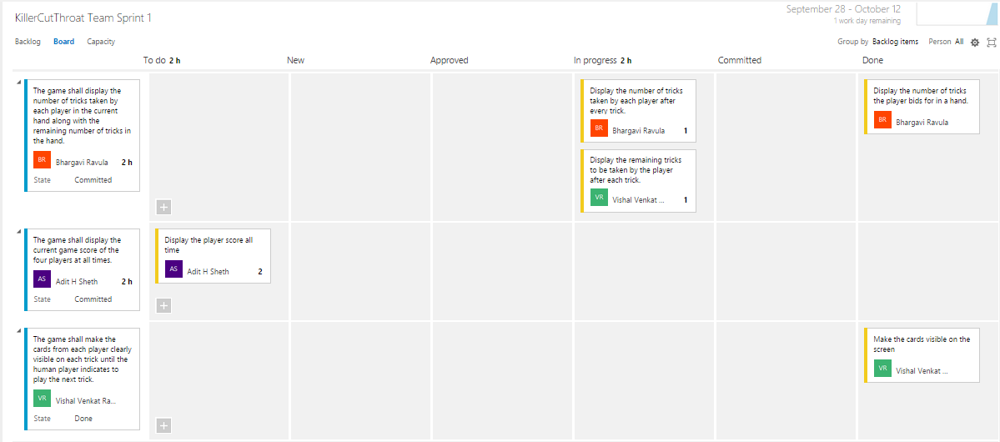 KillerCutThroat Team Sprint 1
September 28 - October 12
1 work day remaining
Backlog Board Capacity
Group by Backlog items Person All
To do 2 h New Approved In progress 2 h Committed Done
The game shall display the
number of tricks taken by
each player in the current
hand along with the
remaining number of tricks in
the hand.
BR Bhargavi Ravula 2 h
State Committed
Display the number of tricks
taken by each player after
every trick.
BR Bhargavi Ravula 1
Display the remaining tricks
to be taken by the player
after each trick.
VR Vishal Venkat ... 1
Display the number of tricks
the player bids for in a hand.
BR Bhargavi Ravula
The game shall display the
current game score of the
four players at all times.
AS Adit H Sheth 2 h
State Committed
Display the player score all
time
AS Adit H Sheth 2
The game shall make the
cards from each player clearly
visible on each trick until the
human player indicates to
play the next trick.
VR Vishal Venkat Ra...
State Done
Make the cards visible on the
screen
VR Vishal Venkat ...